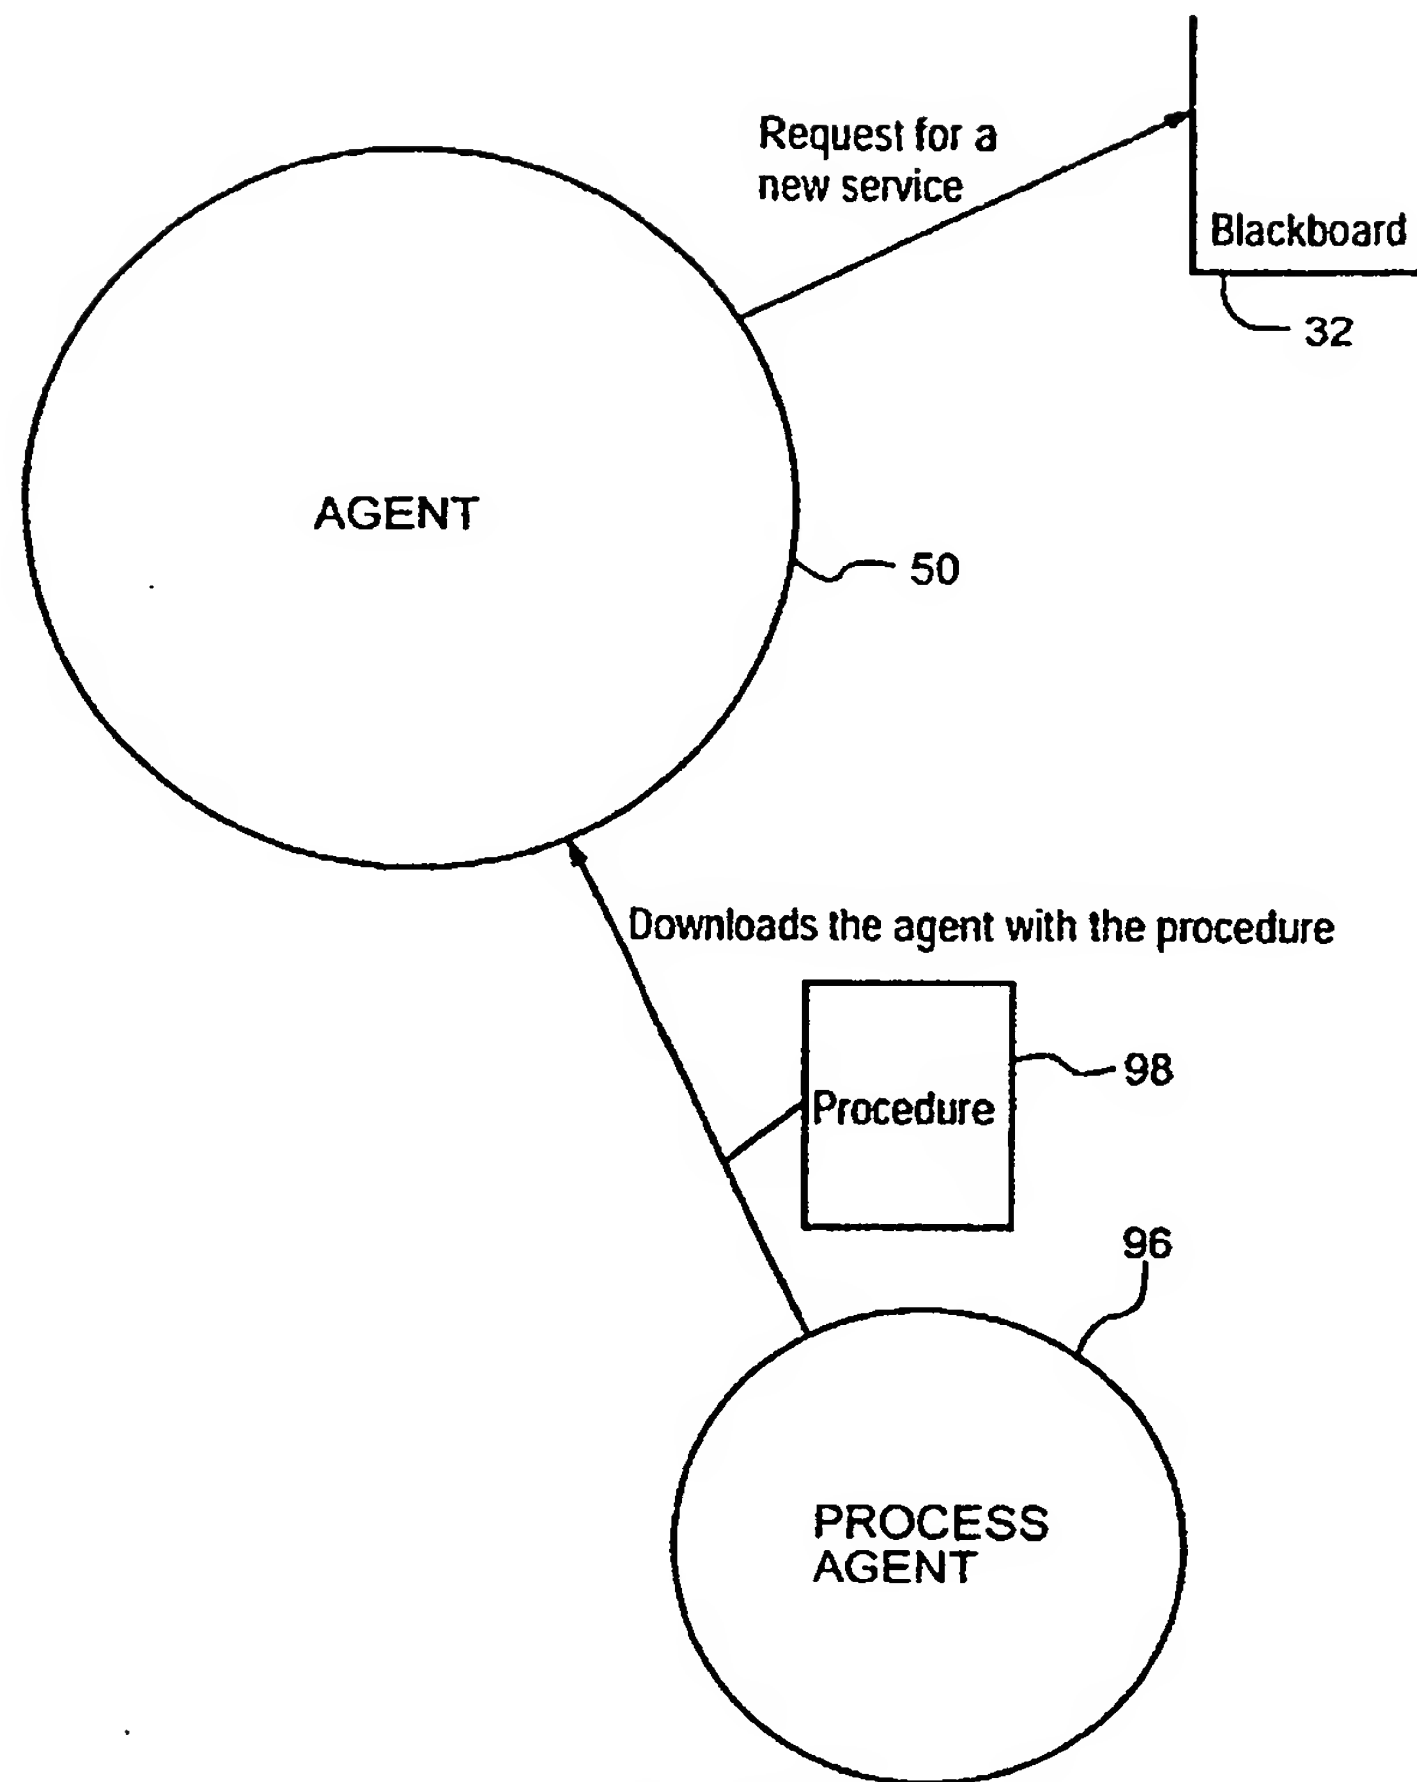 Request for a
new service
Blackboard
32
AGENT
50
Downloads the agent with the procedure
98
Procedure
96
PROCESS
AGENT